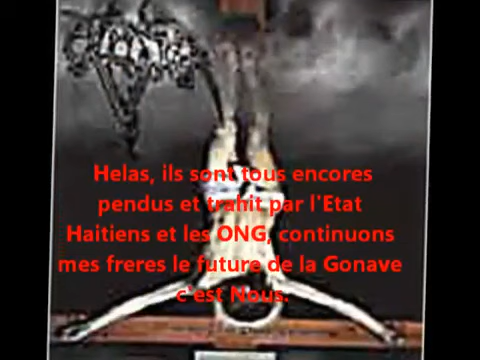 Helas, ils sont tous encores
pendus et trahit par l'Etat
Haitiens et les ONG, continuons
mes freres le future de la Gonave
c'est Nous.